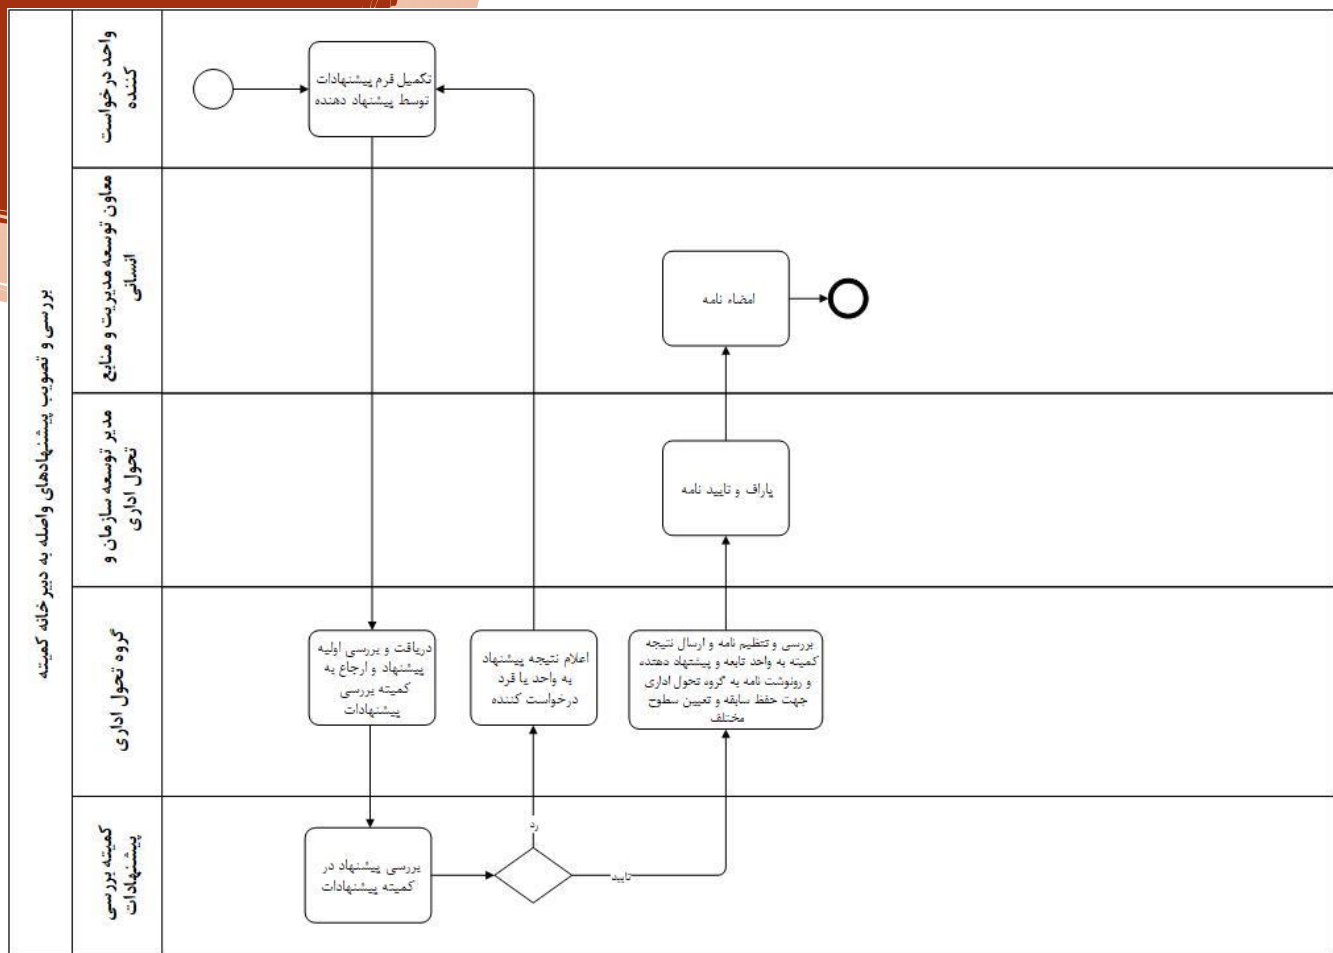 بررسی و تصویب پیشنهادهای واصله به دبیرخانه کمیته
واحد درخواست
کننده
تکمیل فرم پیشنهادات
توسط پیشنهاد دهنده
معاون توسعه مدیریت و منابع
انسانی
امضاء نامه
مدیر توسعه سازمان و
تحول اداری
پاراف و تایید نامه
گروه تحول اداری
دریافت و بررسی اولیه
پیشنهاد و ارجاع به
کمیته بررسی
پیشنهادات
اعلام نتیجه پیشنهاد
به واحد یا فرد
درخواست کننده
بررسی و تنظیم نامه و ارسال نتیجه
کمیته به واحد تابعه و پیشنهاد دهنده
و رونوشت نامه به گروه تحول اداری
جهت حفظ سابقه و تعیین سطوح
مختلف
کمیته بررسی
پیشنهادات
بررسی پیشنهاد در
کمیته پیشنهادات
رد
تایید